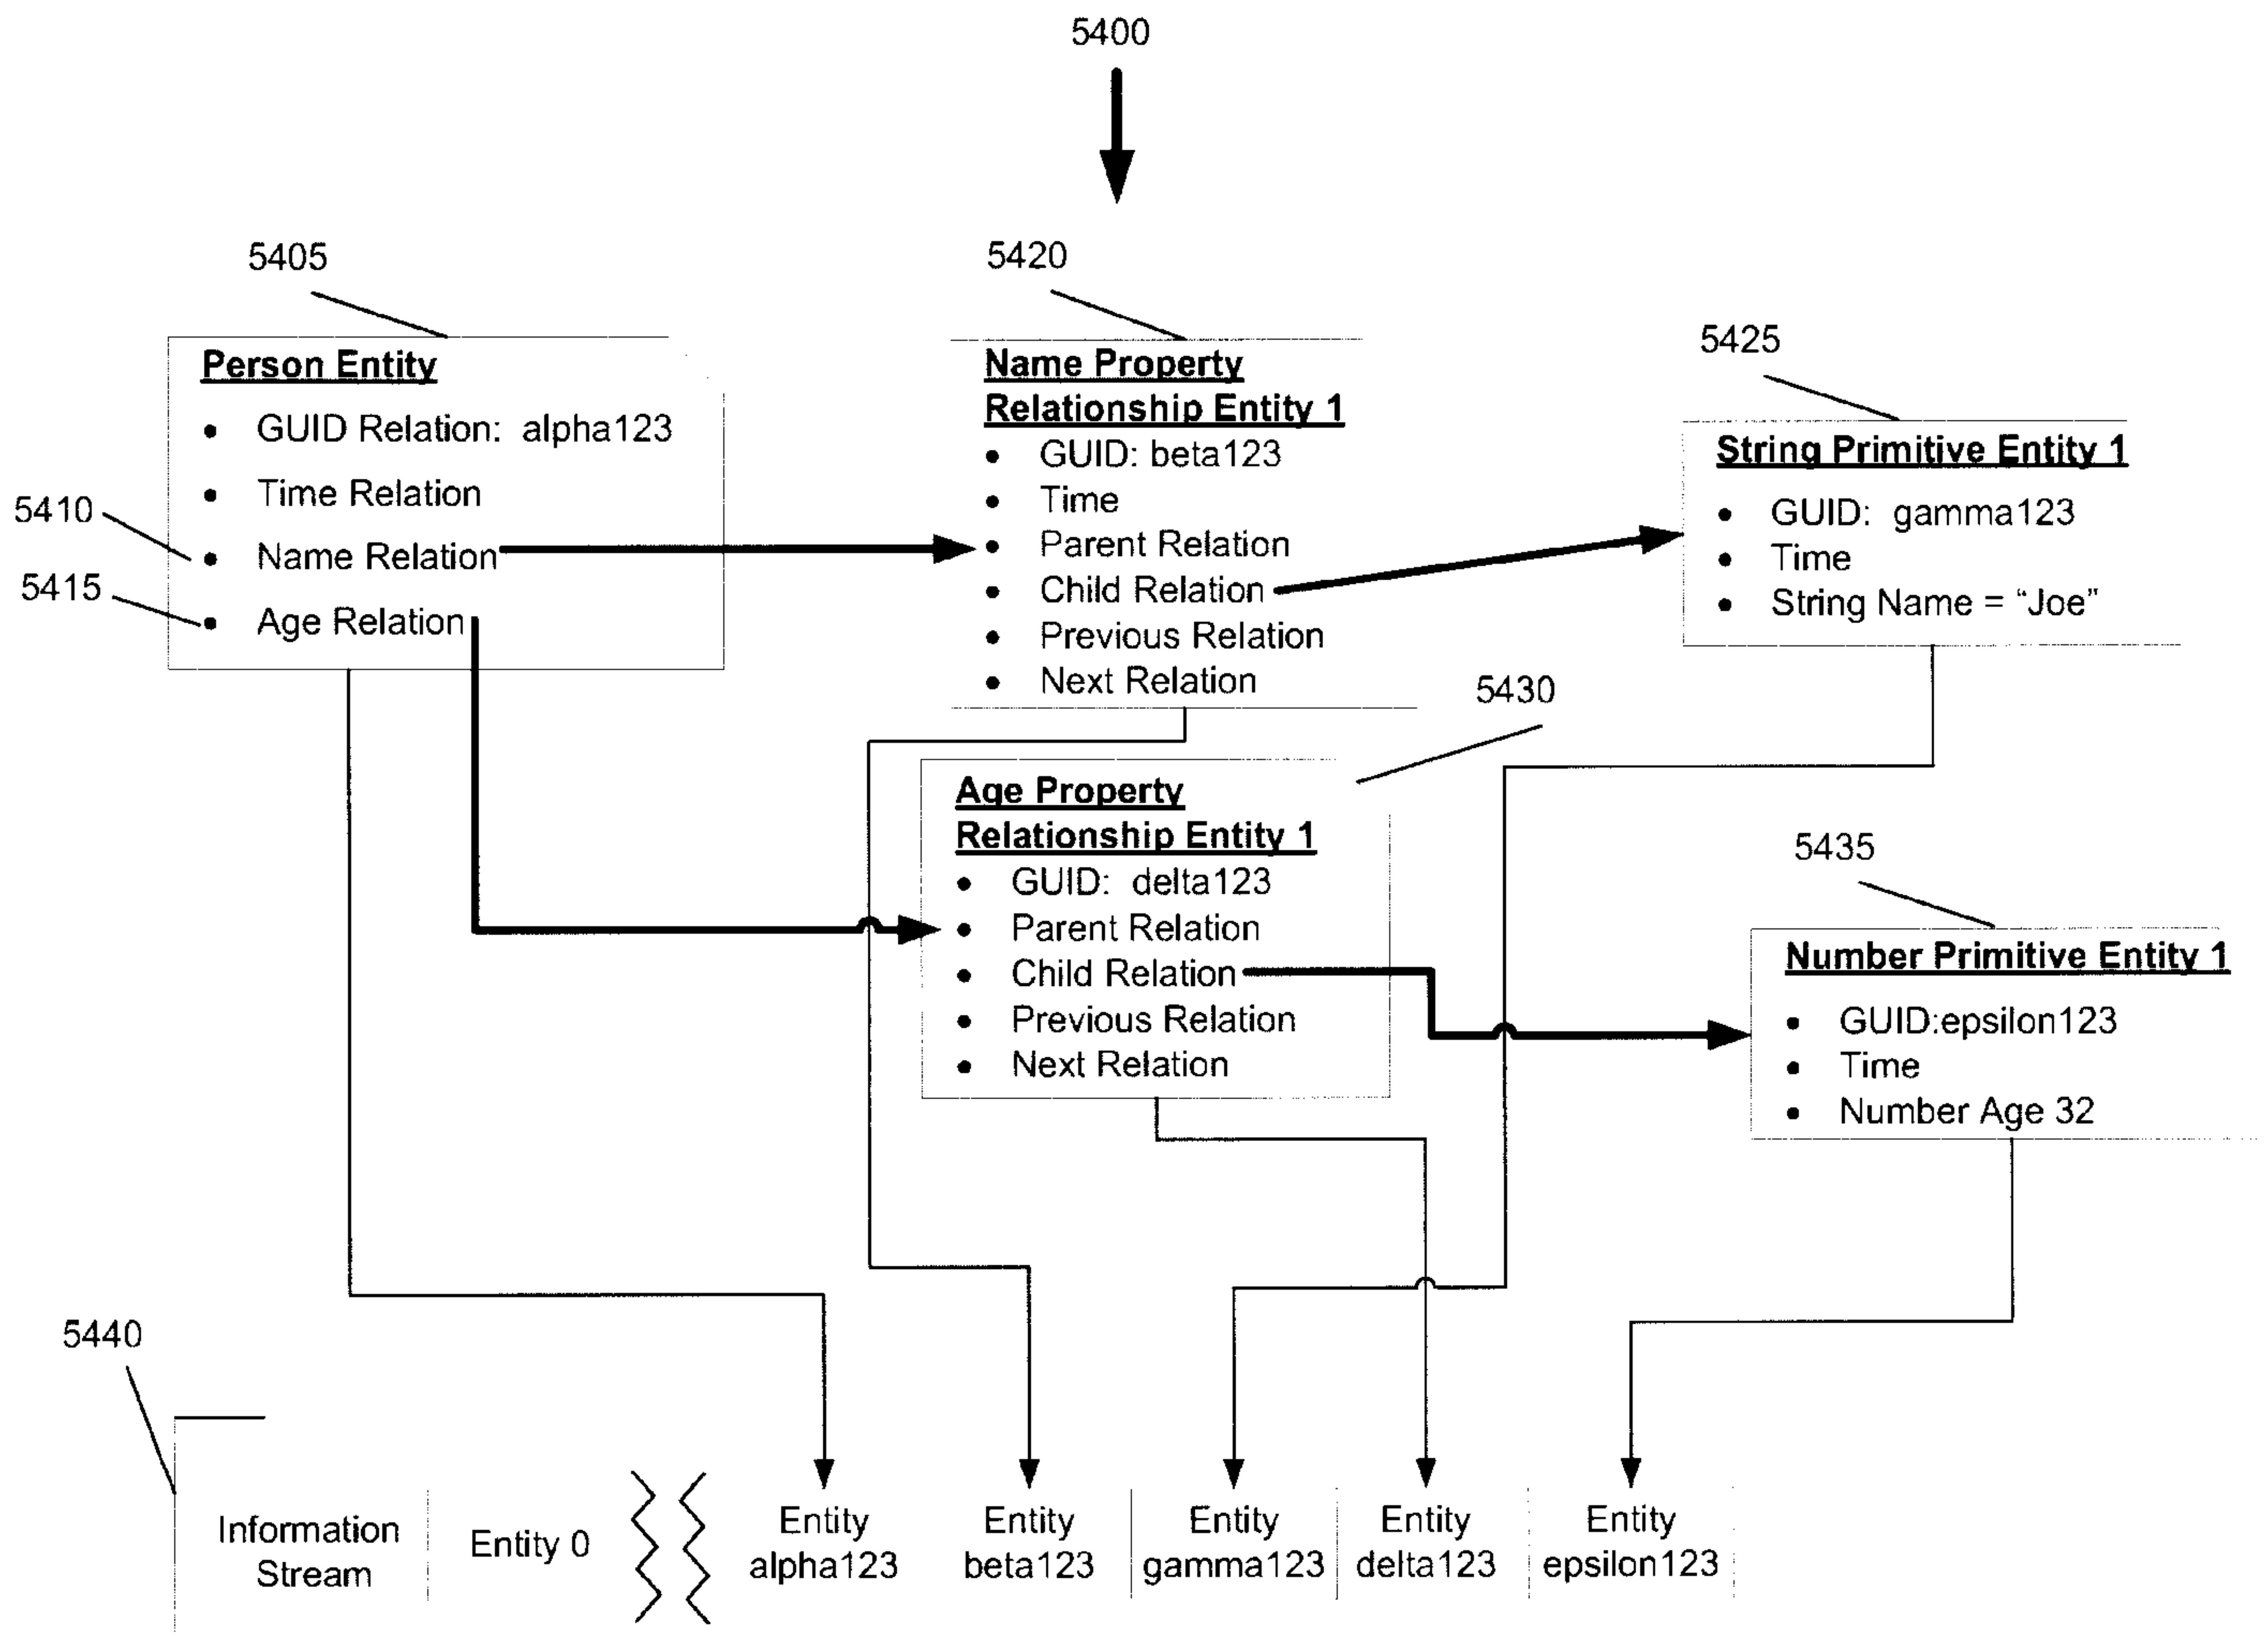 5400
5405
5420
5425
Person Entity
• GUID Relation: alpha123
• Time Relation
5410
• Name Relation
5415
• Age Relation
Name Property
Relationship Entity 1
• GUID: beta123
• Time
• Parent Relation
• Child Relation
• Previous Relation
• Next Relation
String Primitive Entity 1
• GUID: gamma123
• Time
• String Name = “Joe”
5430
Age Property
Relationship Entity 1
• GUID: delta123
• Parent Relation
• Child Relation
• Previous Relation
• Next Relation
5435
Number Primitive Entity 1
• GUID:epsilon123
• Time
• Number Age 32
5440
Information
Stream
Entity 0
Entity
alpha123
Entity
beta123
Entity
gamma123
Entity
delta123
Entity
epsilon123